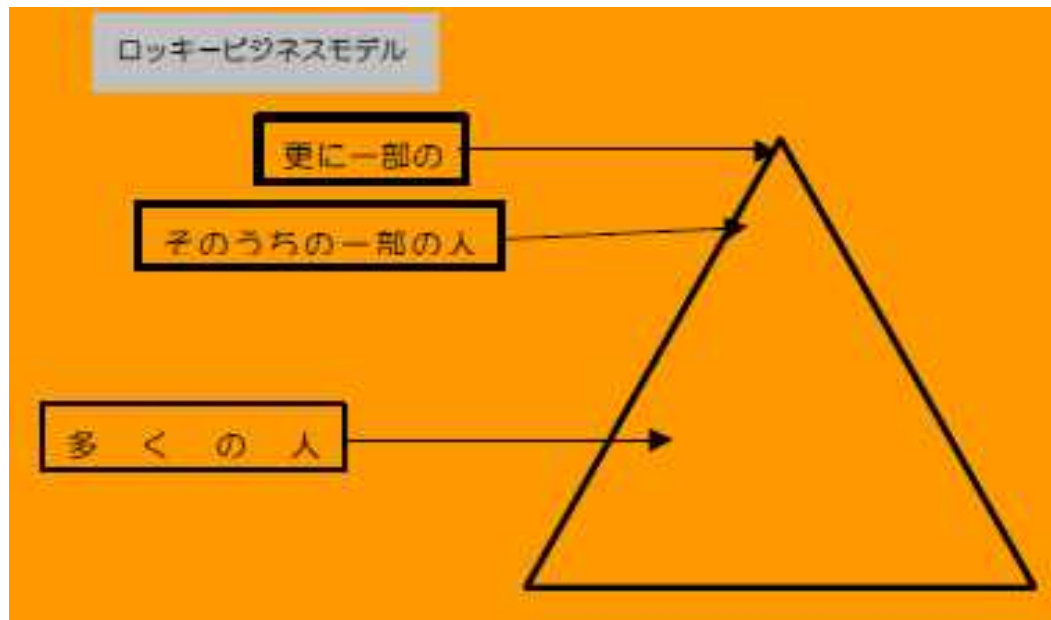 ロッキービジネスモデル
更に一部の
そのうちの一部の人
多くの人